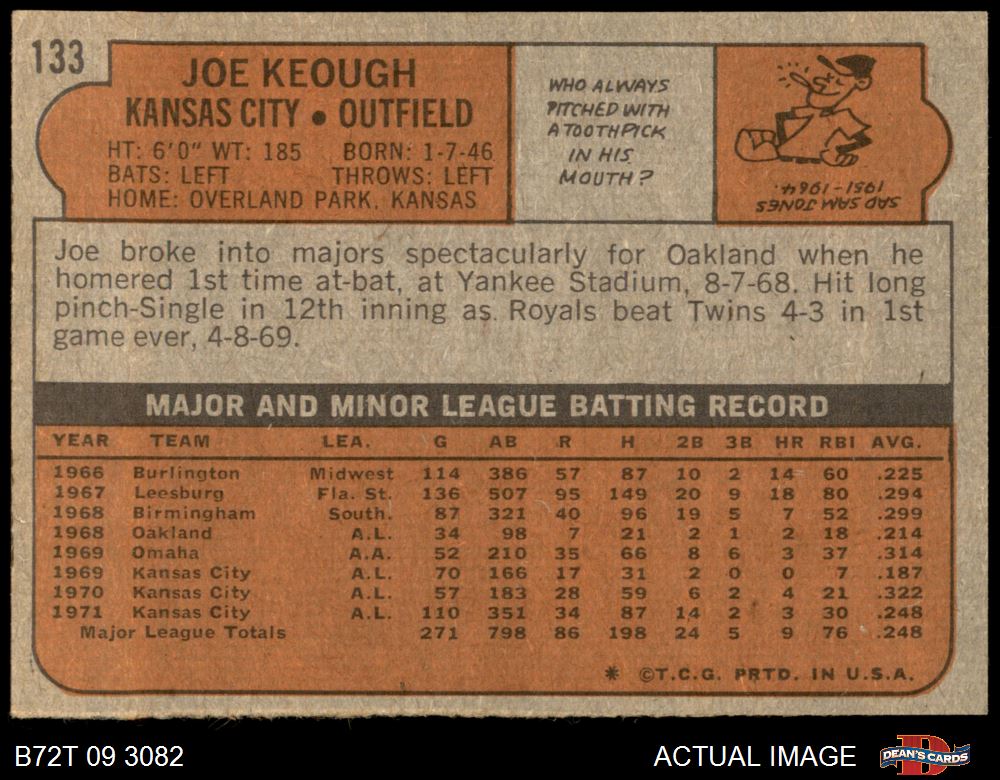 133
JOE KEOUGH
KANSAS CITY • OUTFIELD
HT: 6'0" WT: 185 BORN: 1-7-46
BATS: LEFT THROWS: LEFT
HOME: OVERLAND PARK, KANSAS
WHO ALWAYS
PITCHED WITH
A TOOTHPICK
IN HIS
MOUTH?
SAD SAM JONES
1951-1964.
Joe broke into majors spectacularly for Oakland when he
homered 1st time at-bat, at Yankee Stadium, 8-7-68. Hit long
pinch-Single in 12th inning as Royals beat Twins 4-3 in 1st
game ever, 4-8-69.
MAJOR AND MINOR LEAGUE BATTING RECORD
YEAR TEAM LEA. G AB R H 2B 3B HR RBI AVG.
1966 Burlington Midwest 114 386 57 87 10 2 14 60 .225
1967 Leesburg Fla. St. 136 507 95 149 20 9 18 80 .294
1968 Birmingham South. 87 321 40 96 19 5 7 52 .299
1968 Oakland A.L. 34 98 7 21 2 1 2 18 .214
1969 Omaha A.A. 52 210 35 66 8 6 3 37 .314
1969 Kansas City A.L. 70 166 17 31 2 0 0 7 .187
1970 Kansas City A.L. 57 183 28 59 6 2 4 21 .322
1971 Kansas City A.L. 110 351 34 87 14 2 3 30 .248
Major League Totals 271 798 86 198 24 5 9 76 .248
* ©T.C.G. PRTD. IN U.S.A.
B72T 09 3082 ACTUAL IMAGE
DEAN'S CARDS